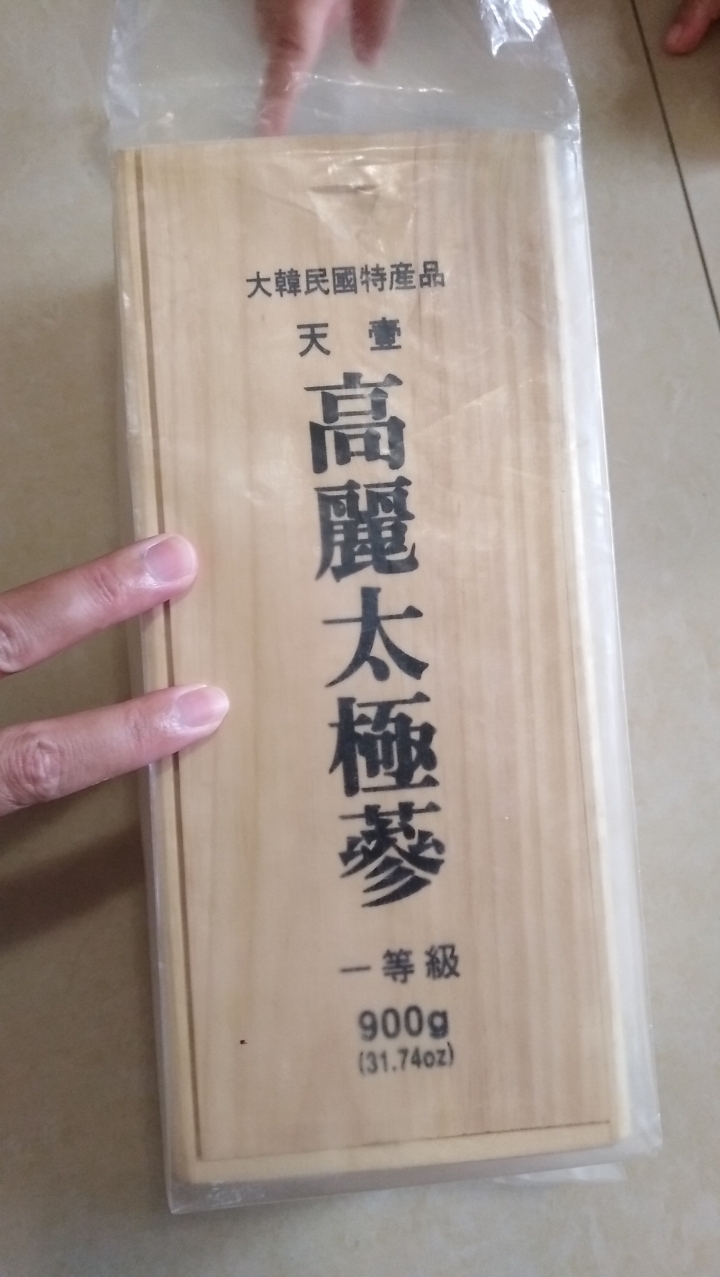 大韓民國特産品
天壹
高麗太極蔘
一等級
900g
(31.74oz)